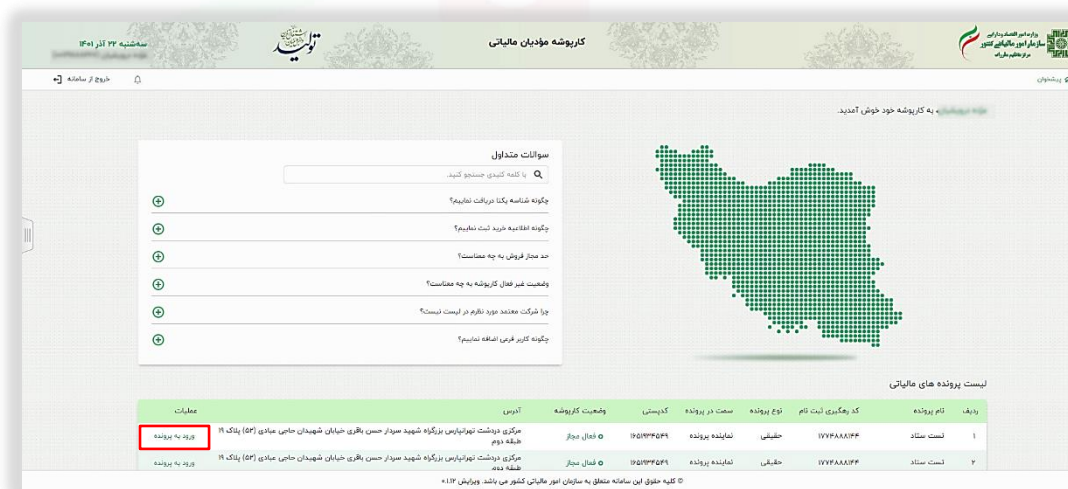 وزارت امور اقتصاد و دارایی
سازمان امور مالیاتی کشور
کارپوشه مؤدیان مالیاتی
تولید
سه‌شنبه ۲۲ آذر ۱۴۰۱
پیشخوان
خروج از سامانه
به کارپوشه خود خوش آمدید.
سوالات متداول
با کلمه کلیدی جستجو کنید.
چگونه شناسه یکتا دریافت نماییم؟
چگونه اطلاعیه خرید ثبت نماییم؟
حد مجاز فروش به چه معناست؟
وضعیت غیر فعال کارپوشه به چه معناست؟
چرا شرکت معتمد مورد نظرم در لیست نیست؟
چگونه کاربر فرعی اضافه نماییم؟
لیست پرونده های مالیاتی
ردیف نام پرونده کد رهگیری ثبت نام نوع پرونده سمت در پرونده کدپستی وضعیت کارپوشه آدرس عملیات
۱ تست ستاد ۱۷۷۴۸۸۸۱۴۴ حقیقی نماینده پرونده ۱۶۵۱۹۳۴۵۴۹ فعال مجاز مرکزی دردشت تهرانپارس بزرگراه شهید سردار حسن باقری خیابان شهیدان حاجی عبادی (۵۳) پلاک ۱۹ ورود به پرونده
طبقه دوم
۲ تست ستاد ۱۷۷۴۸۸۸۱۴۴ حقیقی نماینده پرونده ۱۶۵۱۹۳۴۵۴۹ فعال مجاز مرکزی دردشت تهرانپارس بزرگراه شهید سردار حسن باقری خیابان شهیدان حاجی عبادی (۵۳) پلاک ۱۹ ورود به پرونده
طبقه دوم
© کلیه حقوق این سامانه متعلق به سازمان امور مالیاتی کشور می باشد. ویرایش ۰.۱.۱۲